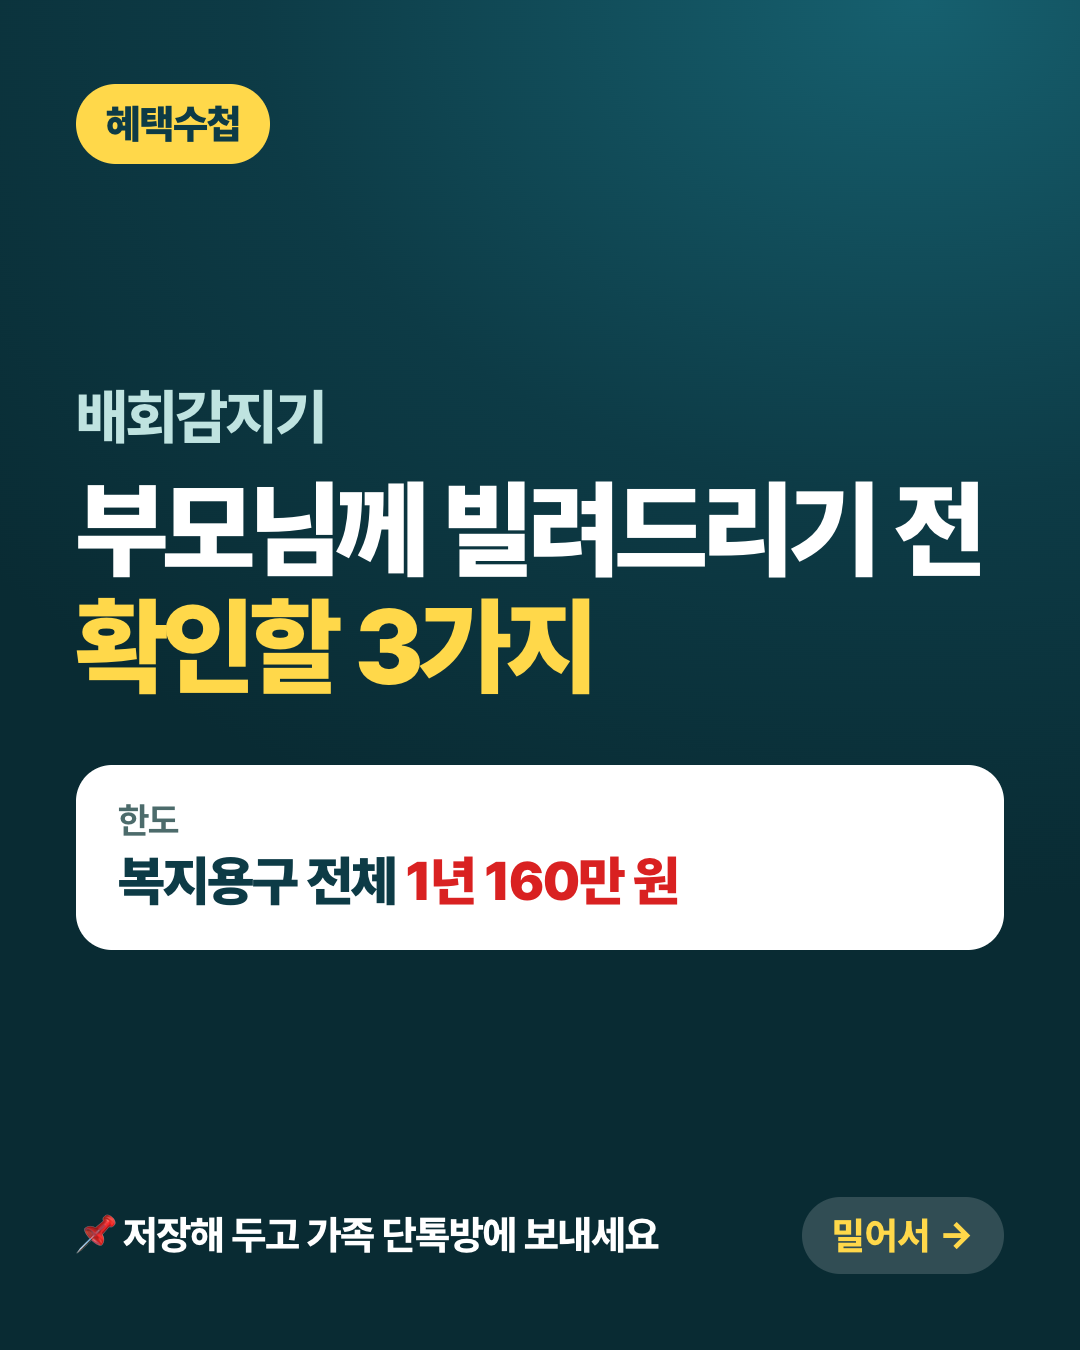 혜택수첩
배회감지기
부모님께 빌려드리기 전
확인할 3가지
한도
복지용구 전체 1년 160만 원
📌 저장해 두고 가족 단톡방에 보내세요
밀어서 →